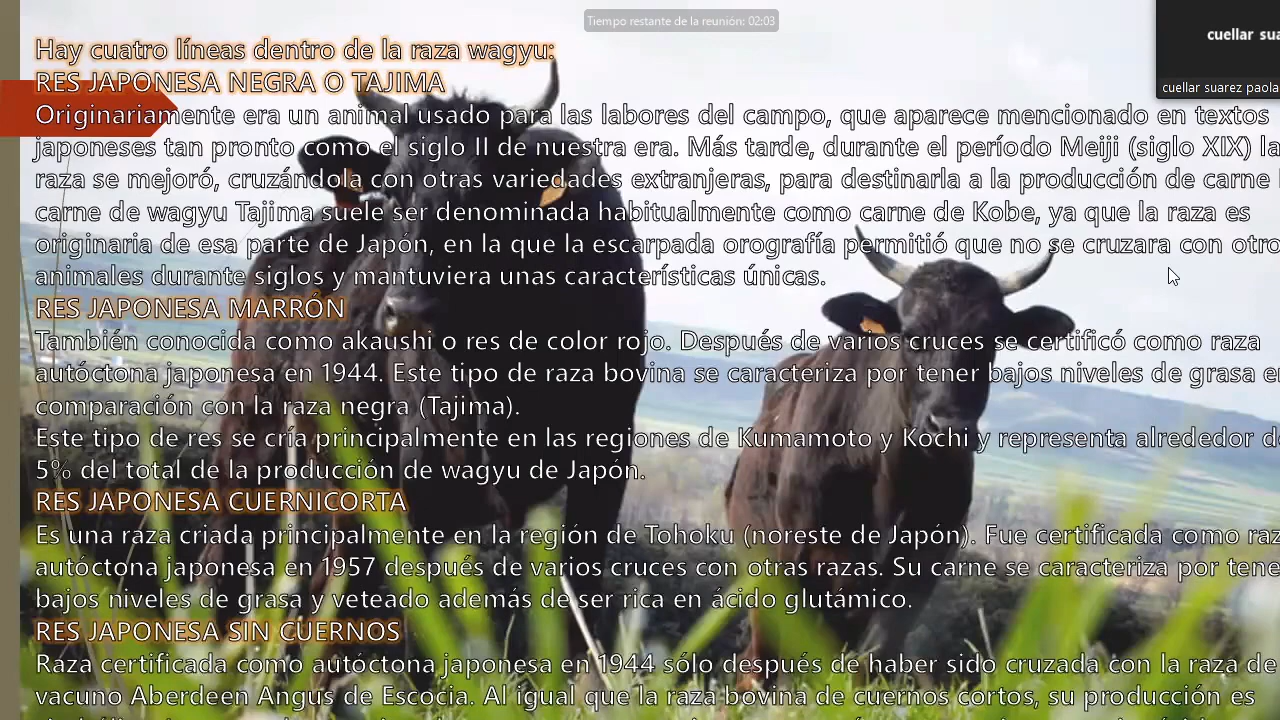 Tiempo restante de la reunión: 02:03
cuellar sua
cuellar suarez paola
Hay cuatro líneas dentro de la raza wagyu:
RES JAPONESA NEGRA O TAJIMA
Originariamente era un animal usado para las labores del campo, que aparece mencionado en textos
japoneses tan pronto como el siglo II de nuestra era. Más tarde, durante el período Meiji (siglo XIX) la
raza se mejoró, cruzándola con otras variedades extranjeras, para destinarla a la producción de carne
carne de wagyu Tajima suele ser denominada habitualmente como carne de Kobe, ya que la raza es
originaria de esa parte de Japón, en la que la escarpada orografía permitió que no se cruzara con otro
animales durante siglos y mantuviera unas características únicas.
RES JAPONESA MARRÓN
También conocida como akaushi o res de color rojo. Después de varios cruces se certificó como raza
autóctona japonesa en 1944. Este tipo de raza bovina se caracteriza por tener bajos niveles de grasa en
comparación con la raza negra (Tajima).
Este tipo de res se cría principalmente en las regiones de Kumamoto y Kochi y representa alrededor d
5% del total de la producción de wagyu de Japón.
RES JAPONESA CUERNICORTA
Es una raza criada principalmente en la región de Tohoku (noreste de Japón). Fue certificada como raz
autóctona japonesa en 1957 después de varios cruces con otras razas. Su carne se caracteriza por tene
bajos niveles de grasa y veteado además de ser rica en ácido glutámico.
RES JAPONESA SIN CUERNOS
Raza certificada como autóctona japonesa en 1944 sólo después de haber sido cruzada con la raza de
vacuno Aberdeen Angus de Escocia. Al igual que la raza bovina de cuernos cortos, su producción es